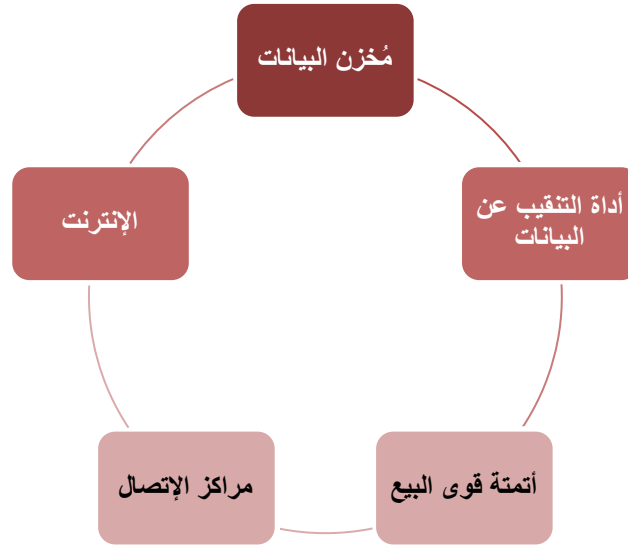 مُخزن البيانات
أداة التنقيب عن
البيانات
أتمتة قوى البيع
مراكز الإتصال
الإنترنت